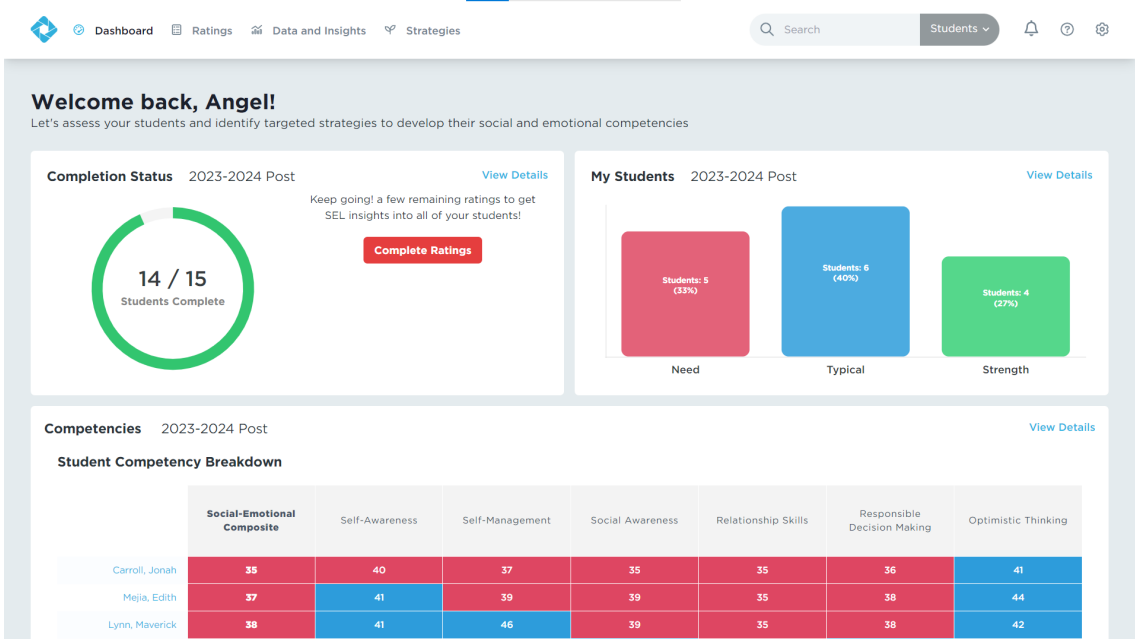 Dashboard Ratings Data and Insights Strategies Search Students
Welcome back, Angel!
Let's assess your students and identify targeted strategies to develop their social and emotional competencies
Completion Status 2023-2024 Post View Details
Keep going! a few remaining ratings to get
SEL insights into all of your students!
Complete Ratings
14 / 15
Students Complete
My Students 2023-2024 Post View Details
Students: 5
(33%)
Students: 6
(40%)
Students: 4
(27%)
Need Typical Strength
Competencies 2023-2024 Post View Details
Student Competency Breakdown
Social-Emotional
Composite
Self-Awareness
Self-Management
Social Awareness
Relationship Skills
Responsible
Decision Making
Optimistic Thinking
Carroll, Jonah 35 40 37 35 35 36 41
Mejia, Edith 37 41 39 39 35 38 44
Lynn, Maverick 38 41 46 39 35 38 42